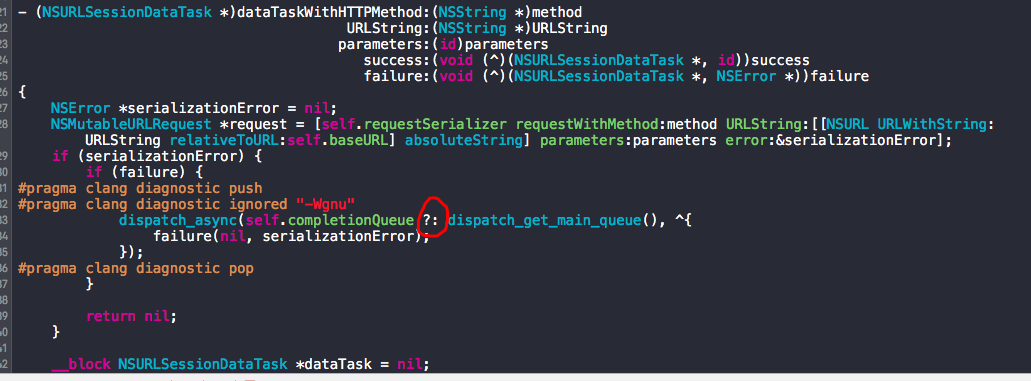 21 - (NSURLSessionDataTask *)dataTaskWithHTTPMethod:(NSString *)method
22 URLString:(NSString *)URLString
23 parameters:(id)parameters
24 success:(void (^)(NSURLSessionDataTask *, id))success
25 failure:(void (^)(NSURLSessionDataTask *, NSError *))failure
26 {
27 NSError *serializationError = nil;
28 NSMutableURLRequest *request = [self.requestSerializer requestWithMethod:method URLString:[[NSURL URLWithString:
URLString relativeToURL:self.baseURL] absoluteString] parameters:parameters error:&serializationError];
29 if (serializationError) {
30 if (failure) {
31 #pragma clang diagnostic push
32 #pragma clang diagnostic ignored "-Wgnu"
33 dispatch_async(self.completionQueue ?: dispatch_get_main_queue(), ^{
34 failure(nil, serializationError);
35 });
36 #pragma clang diagnostic pop
37 }
38
39 return nil;
40 }
41
42 __block NSURLSessionDataTask *dataTask = nil;